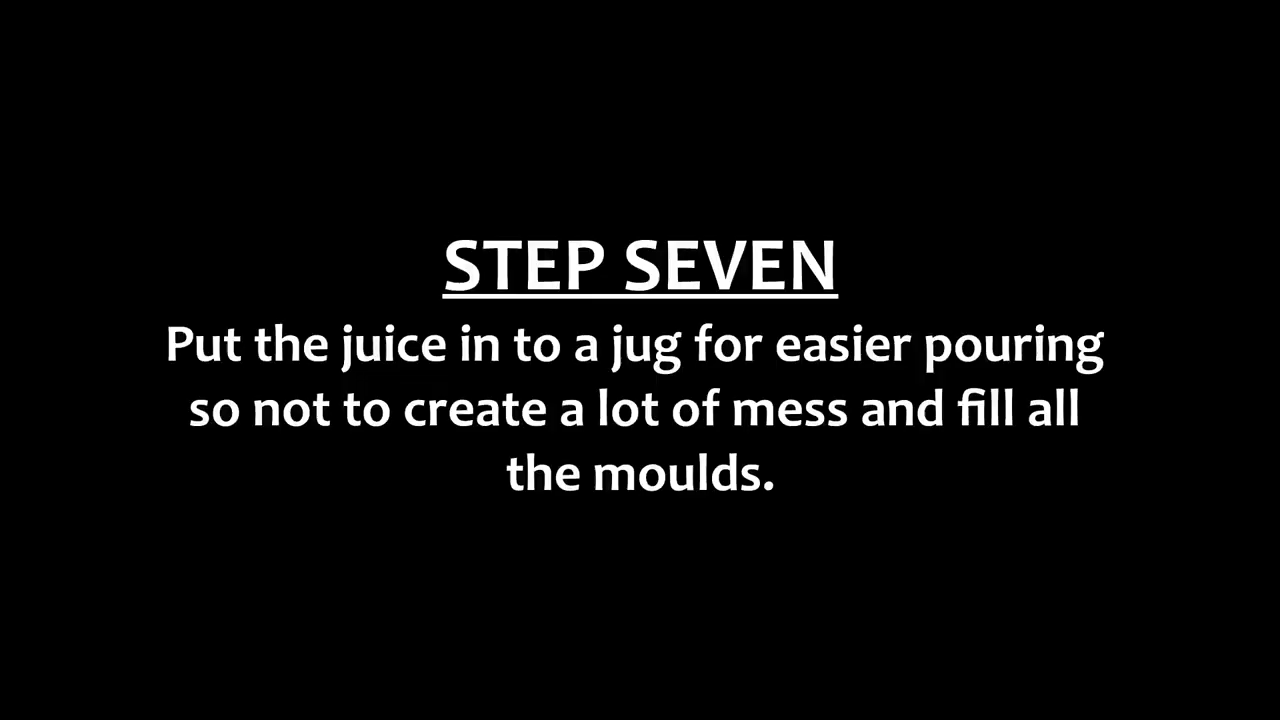 STEP SEVEN
Put the juice in to a jug for easier pouring
so not to create a lot of mess and fill all
the moulds.